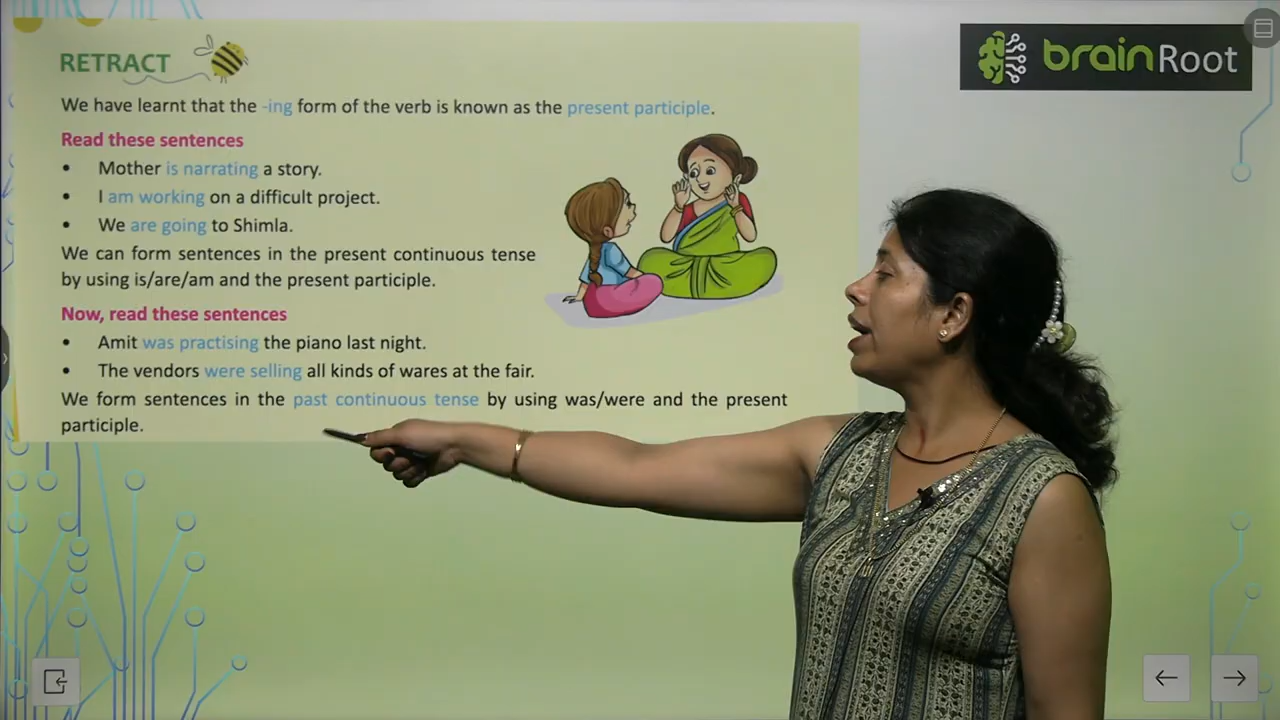 RETRACT
brainRoot
We have learnt that the -ing form of the verb is known as the present participle.
Read these sentences
• Mother is narrating a story.
• I am working on a difficult project.
• We are going to Shimla.
We can form sentences in the present continuous tense
by using is/are/am and the present participle.
Now, read these sentences
• Amit was practising the piano last night.
• The vendors were selling all kinds of wares at the fair.
We form sentences in the past continuous tense by using was/were and the present
participle.